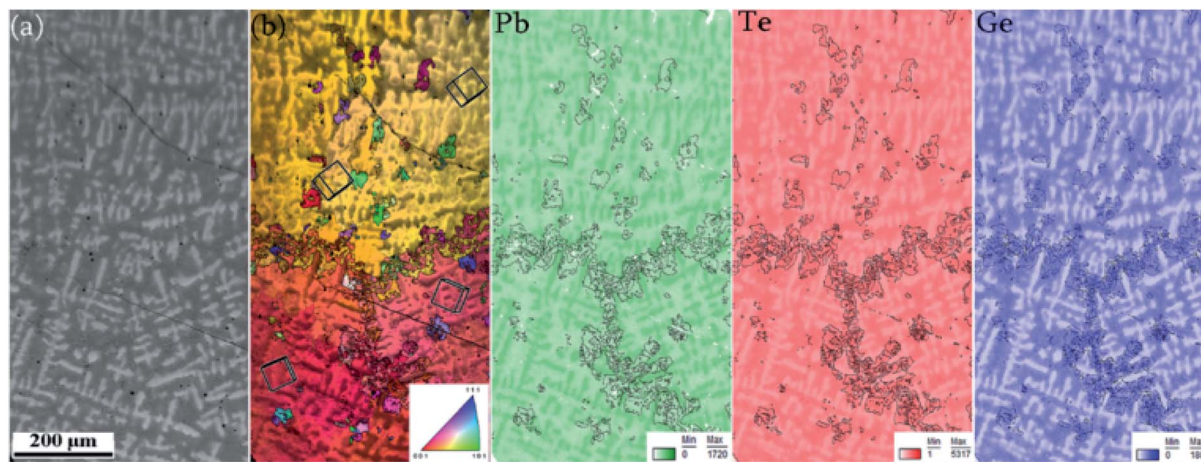 (a)
(b)
Pb
Te
Ge
200 µm
111
001
101
Min Max
0 1720
Min Max
1 5317
Min
0